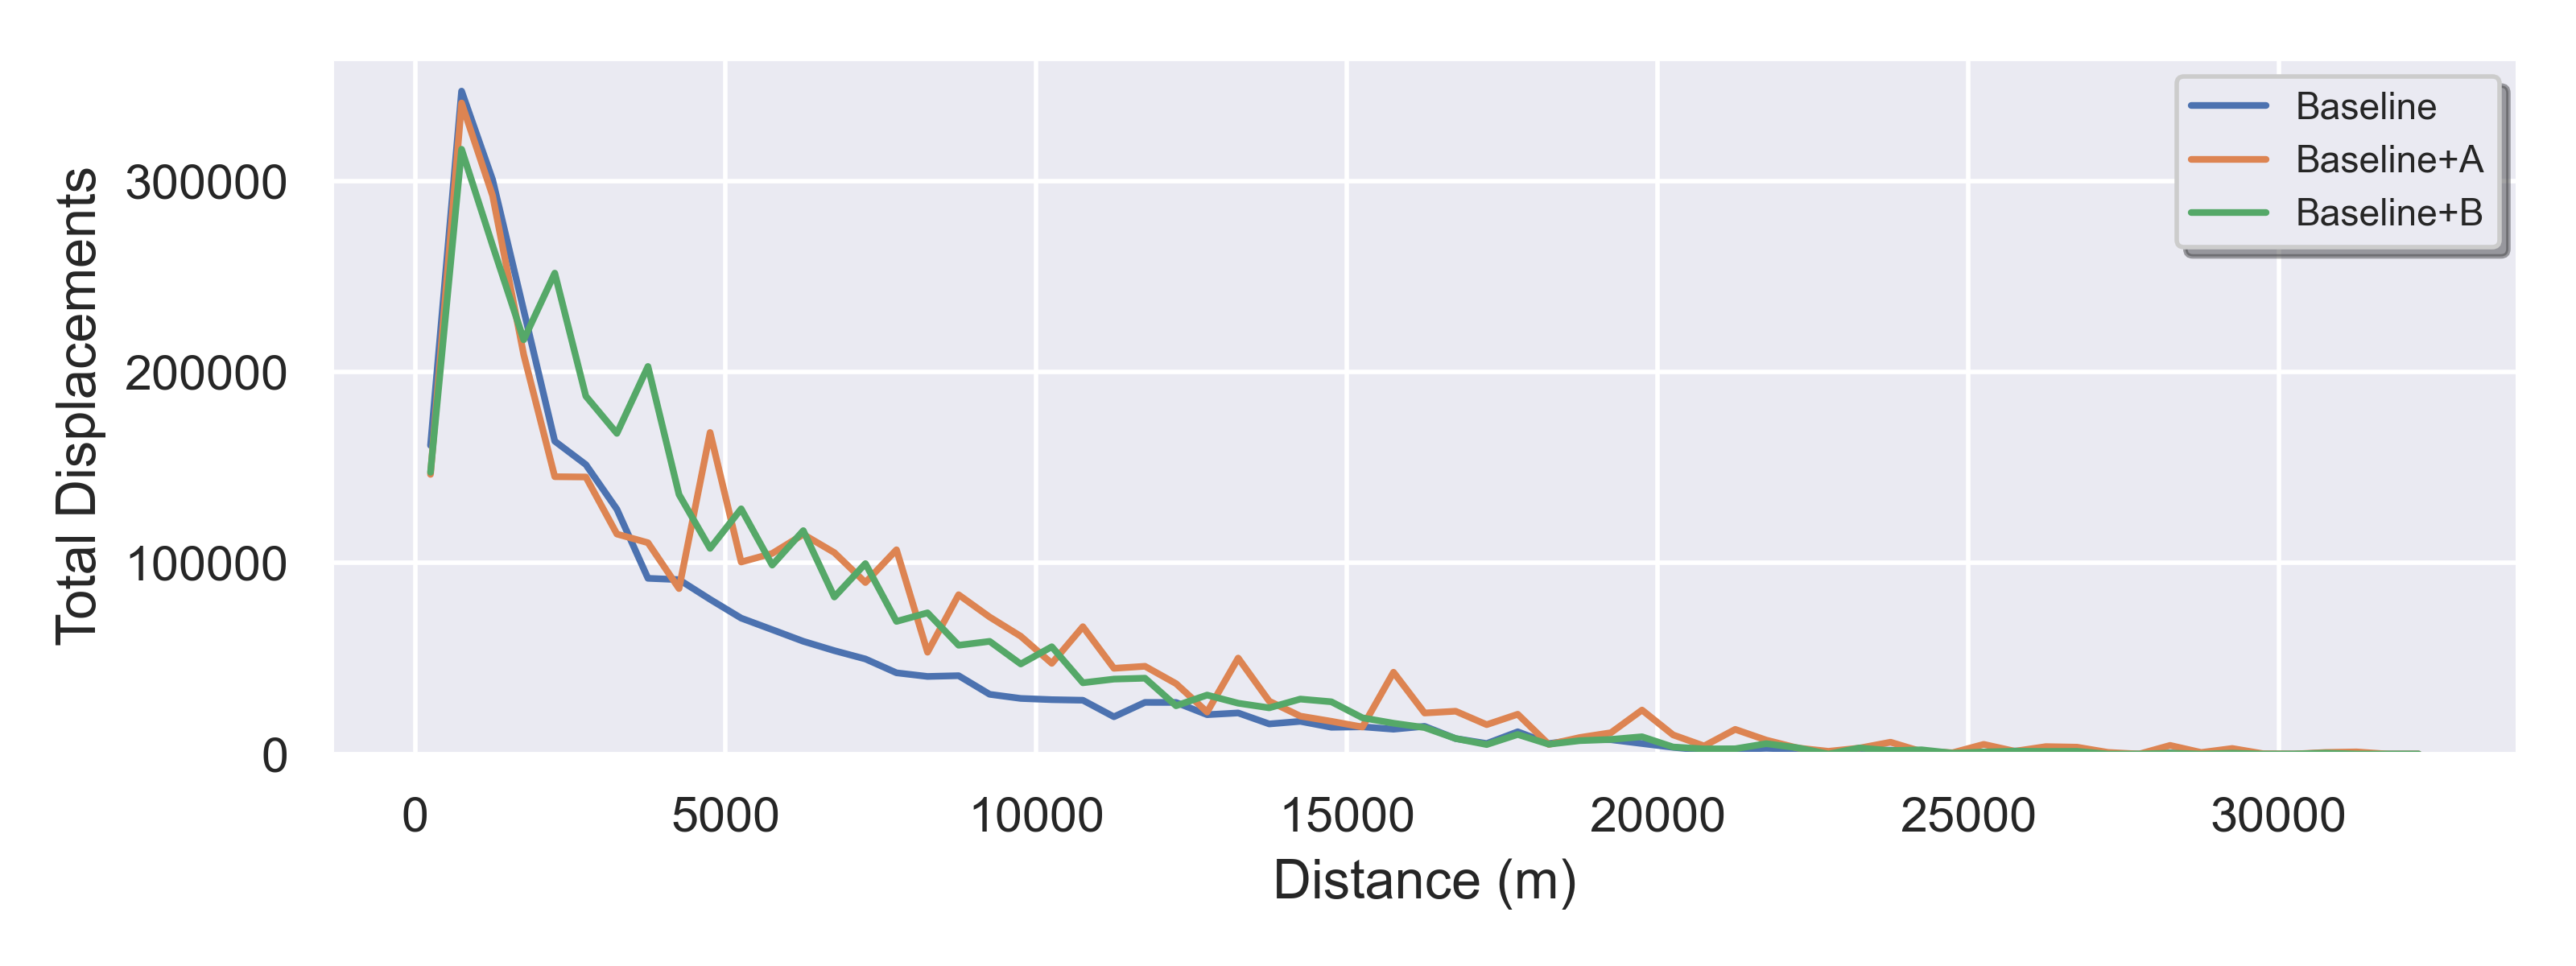 Baseline
Baseline+A
Baseline+B
Total Displacements
300000
200000
100000
0
0 5000 10000 15000 20000 25000 30000
Distance (m)